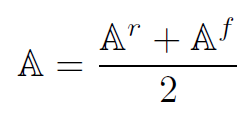 𝔸 = (𝔸^r + 𝔸^f) / 2